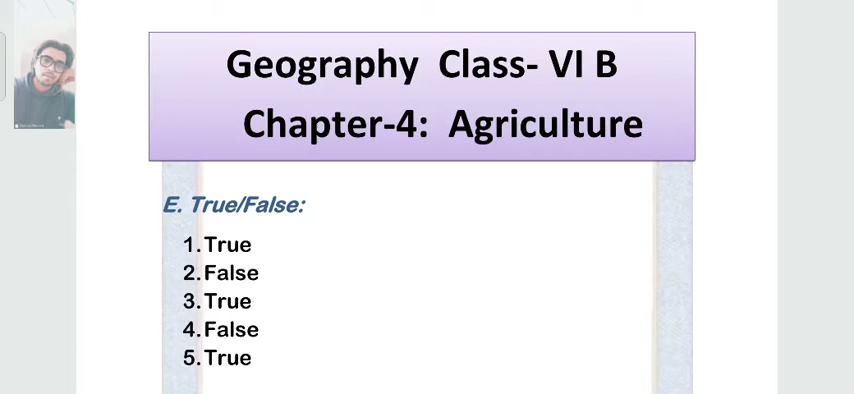 Geography Class- VI B
Chapter-4: Agriculture
E. True/False:
1.True
2.False
3.True
4.False
5.True